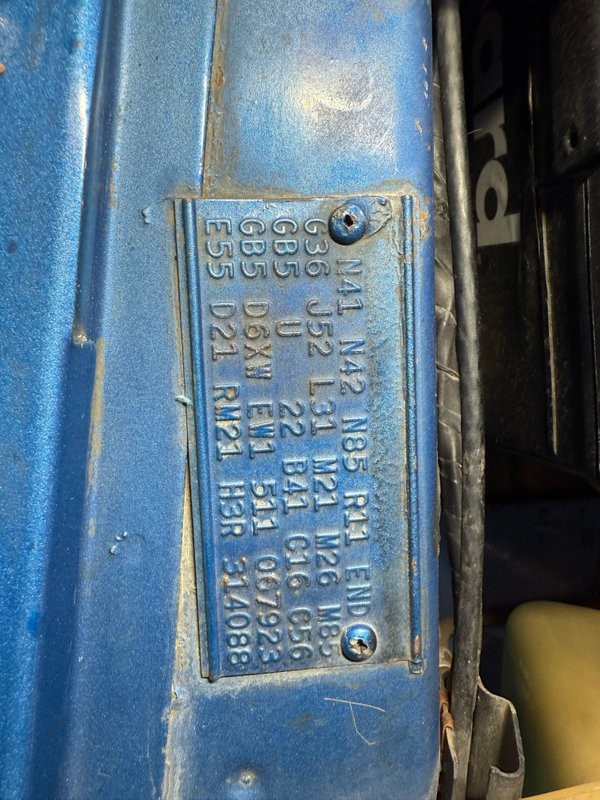 N41 N42 N85 R11 END
G36 J52 L31 M21 M26 M85
GB5 U 22 B41 C16 C56
GB5 D6XW EW1 511 067923
E55 D21 RM21 H3R 314088
ard